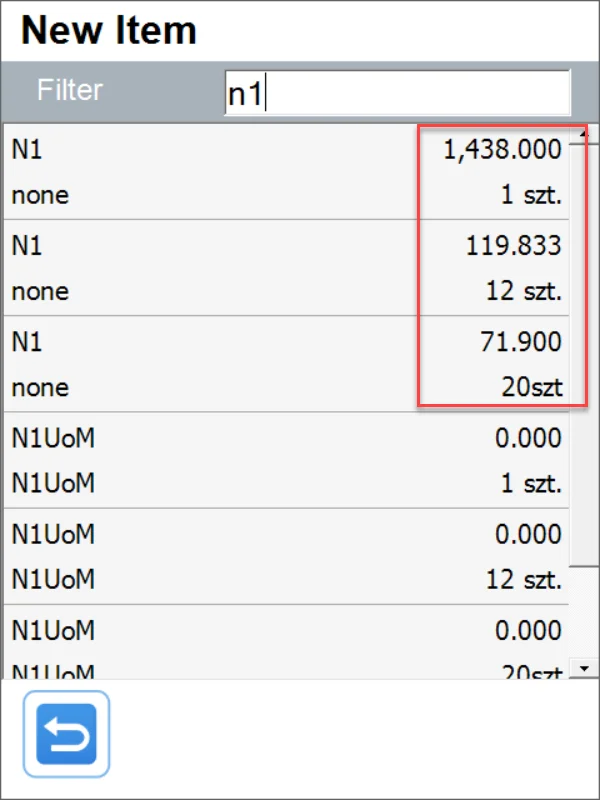 New Item
Filter n1
N1 1,438.000
none 1 szt.
N1 119.833
none 12 szt.
N1 71.900
none 20szt
N1UoM 0.000
N1UoM 1 szt.
N1UoM 0.000
N1UoM 12 szt.
N1UoM 0.000
N1UoM 20szt